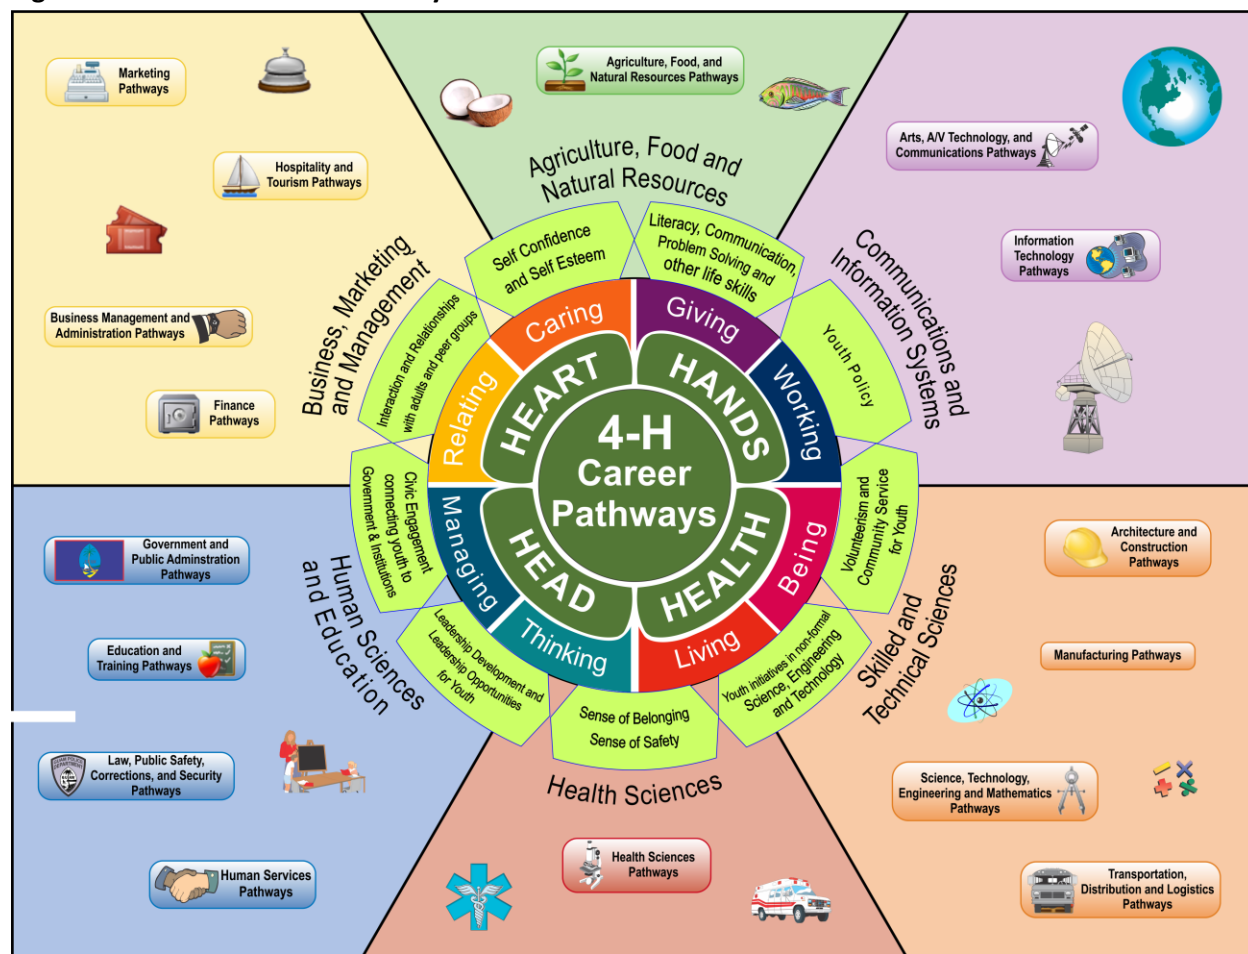 Marketing
Pathways
Hospitality and
Tourism Pathways
Business Management and
Administration Pathways
Finance
Pathways
Business, Marketing
and Management
Agriculture, Food, and
Natural Resources Pathways
Agriculture, Food and
Natural Resources
Arts, A/V Technology, and
Communications Pathways
Information
Technology
Pathways
Communications and
Information Systems
Self Confidence
and Self Esteem
Literacy, Communication,
Problem Solving and
other life skills
Interaction and Relationships
with adults and peer groups
Youth Policy
Civic Engagement
connecting youth to
Government & Institutions
Volunteerism and
Community Service
for Youth
Leadership Development and
Leadership Opportunities
for Youth
Sense of Belonging
Sense of Safety
Youth initiatives in non-formal
Science, Engineering
and Technology
Caring
Giving
Relating
Working
Managing
Being
Thinking
Living
HEART
HANDS
HEAD
HEALTH
4-H
Career
Pathways
Government and
Public Adminstration
Pathways
Education and
Training Pathways
Law, Public Safety,
Corrections, and Security
Pathways
Human Services
Pathways
Human Sciences
and Education
Health Sciences
Health Sciences
Pathways
Skilled and
Technical Sciences
Architecture and
Construction
Pathways
Manufacturing Pathways
Science, Technology,
Engineering and Mathematics
Pathways
Transportation,
Distribution and Logistics
Pathways